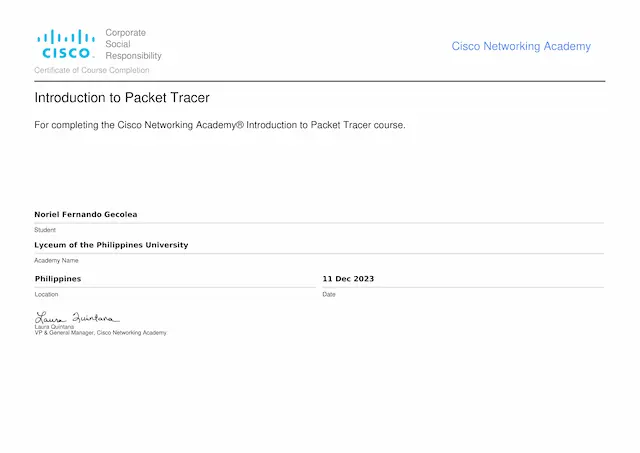 CISCO
Corporate
Social
Responsibility
Cisco Networking Academy
Certificate of Course Completion
Introduction to Packet Tracer
For completing the Cisco Networking Academy® Introduction to Packet Tracer course.
Noriel Fernando Gecolea
Student
Lyceum of the Philippines University
Academy Name
Philippines
11 Dec 2023
Location
Date
Laura Quintana
Laura Quintana
VP & General Manager, Cisco Networking Academy